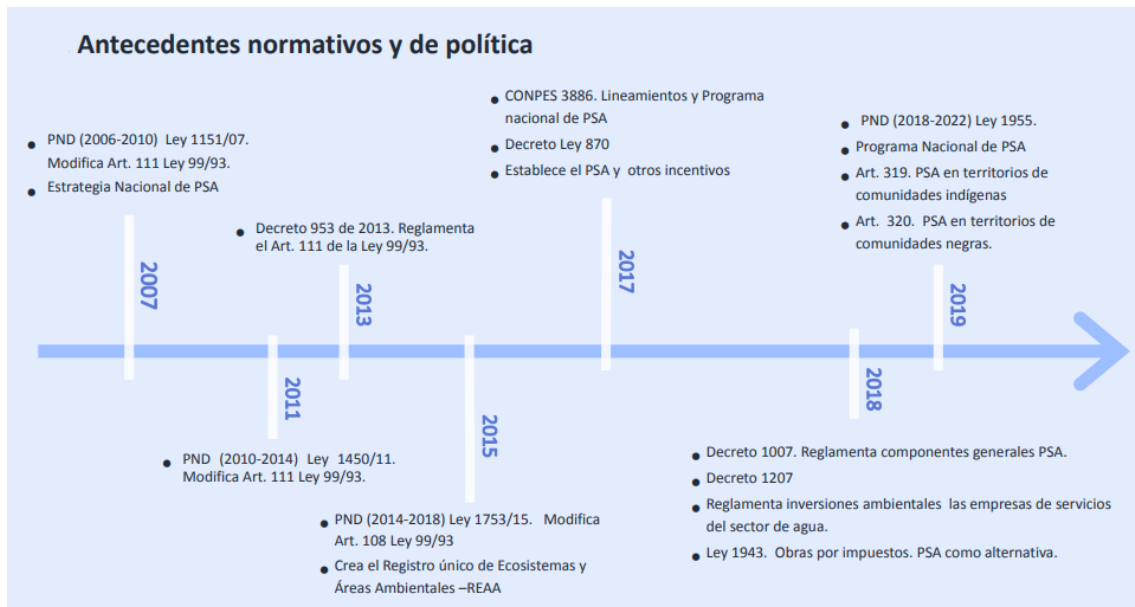 Antecedentes normativos y de política
● PND (2006-2010) Ley 1151/07.
Modifica Art. 111 Ley 99/93.
● Estrategia Nacional de PSA
2007
● PND (2010-2014) Ley 1450/11.
Modifica Art. 111 Ley 99/93.
2011
● Decreto 953 de 2013. Reglamenta
el Art. 111 de la Ley 99/93.
2013
● PND (2014-2018) Ley 1753/15. Modifica
Art. 108 Ley 99/93
● Crea el Registro único de Ecosistemas y
Áreas Ambientales –REAA
2015
● CONPES 3886. Lineamientos y Programa
nacional de PSA
● Decreto Ley 870
● Establece el PSA y otros incentivos
2017
● Decreto 1007. Reglamenta componentes generales PSA.
● Decreto 1207
● Reglamenta inversiones ambientales las empresas de servicios
del sector de agua.
● Ley 1943. Obras por impuestos. PSA como alternativa.
2018
● PND (2018-2022) Ley 1955.
● Programa Nacional de PSA
● Art. 319. PSA en territorios de
comunidades indígenas
● Art. 320. PSA en territorios de
comunidades negras.
2019